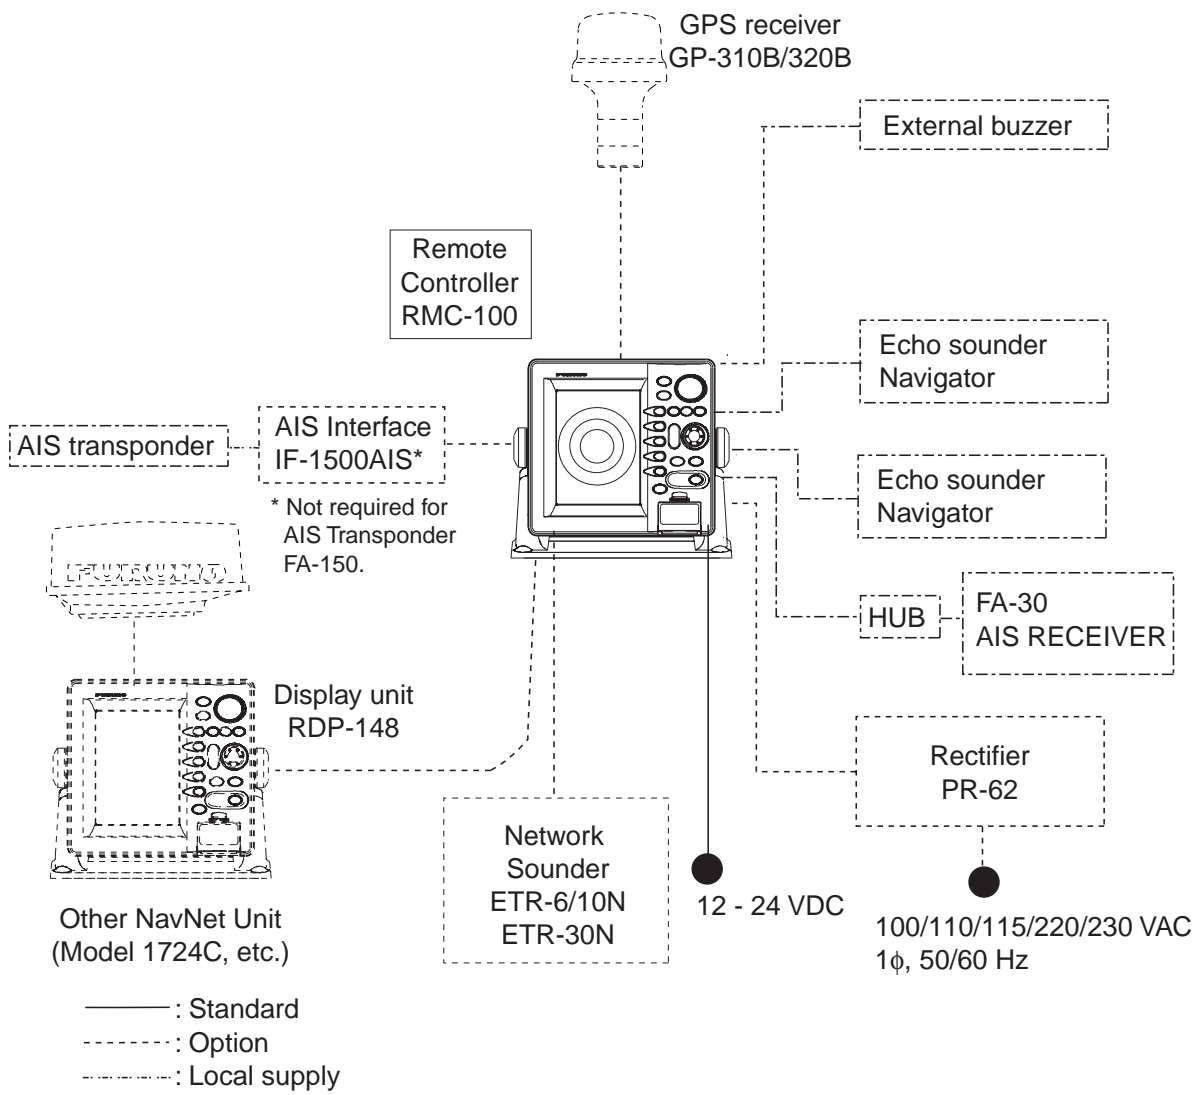 GPS receiver
GP-310B/320B
External buzzer
Remote
Controller
RMC-100
Echo sounder
Navigator
AIS transponder
AIS Interface
IF-1500AIS*
* Not required for
AIS Transponder
FA-150.
Echo sounder
Navigator
FURUNO
HUB
FA-30
AIS RECEIVER
Display unit
RDP-148
Rectifier
PR-62
Network
Sounder
ETR-6/10N
ETR-30N
12 - 24 VDC
100/110/115/220/230 VAC
1ϕ, 50/60 Hz
Other NavNet Unit
(Model 1724C, etc.)
: Standard
: Option
: Local supply